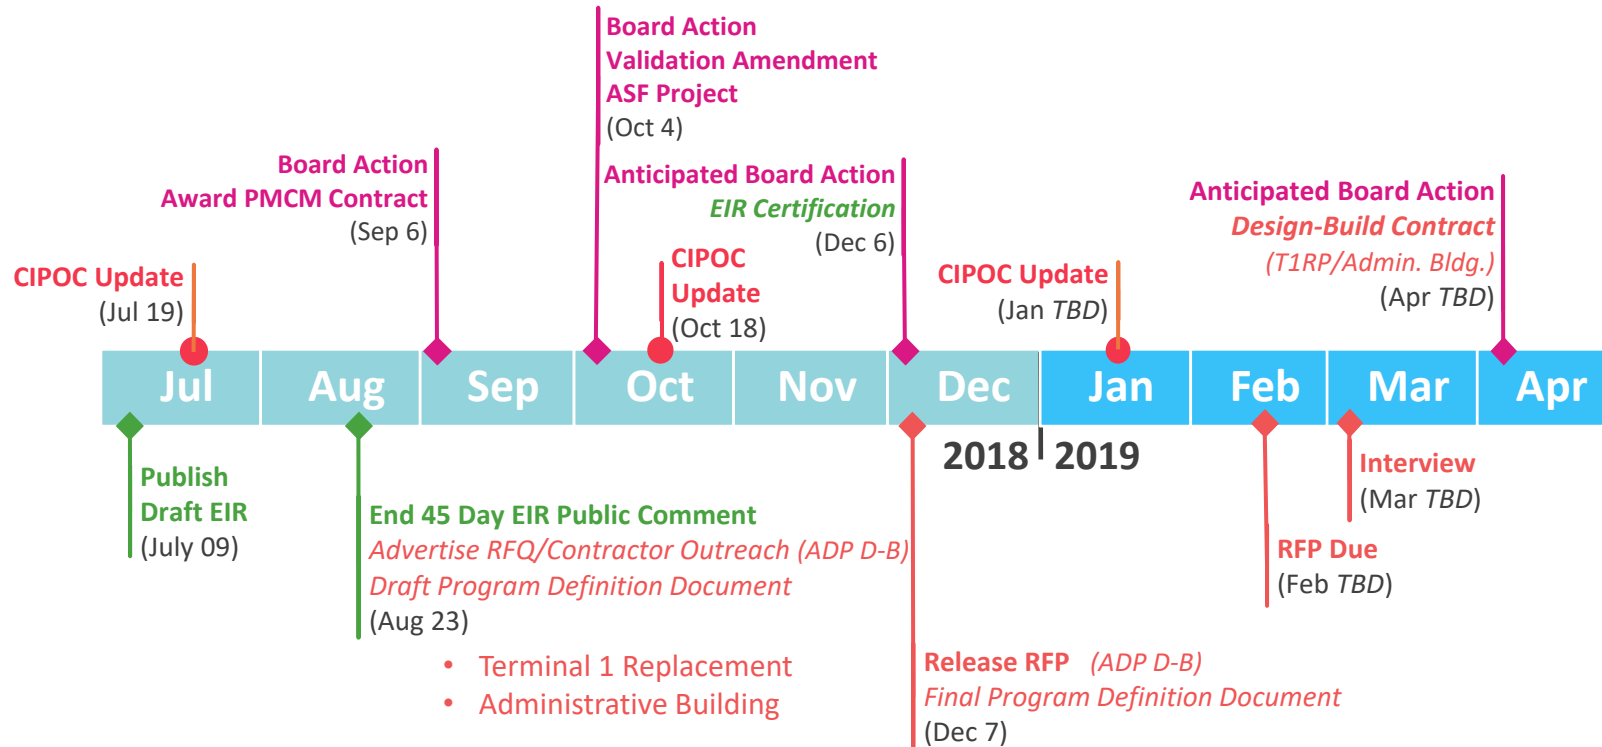 Board Action
Validation Amendment
ASF Project
(Oct 4)
Board Action
Award PMCM Contract
(Sep 6)
Anticipated Board Action
EIR Certification
(Dec 6)
Anticipated Board Action
Design-Build Contract
(T1RP/Admin. Bldg.)
(Apr TBD)
CIPOC Update
(Jul 19)
CIPOC
Update
(Oct 18)
CIPOC Update
(Jan TBD)
Jul Aug Sep Oct Nov Dec Jan Feb Mar Apr
2018 2019
Publish
Draft EIR
(July 09)
End 45 Day EIR Public Comment
Advertise RFQ/Contractor Outreach (ADP D-B)
Draft Program Definition Document
(Aug 23)
• Terminal 1 Replacement
• Administrative Building
Release RFP (ADP D-B)
Final Program Definition Document
(Dec 7)
RFP Due
(Feb TBD)
Interview
(Mar TBD)